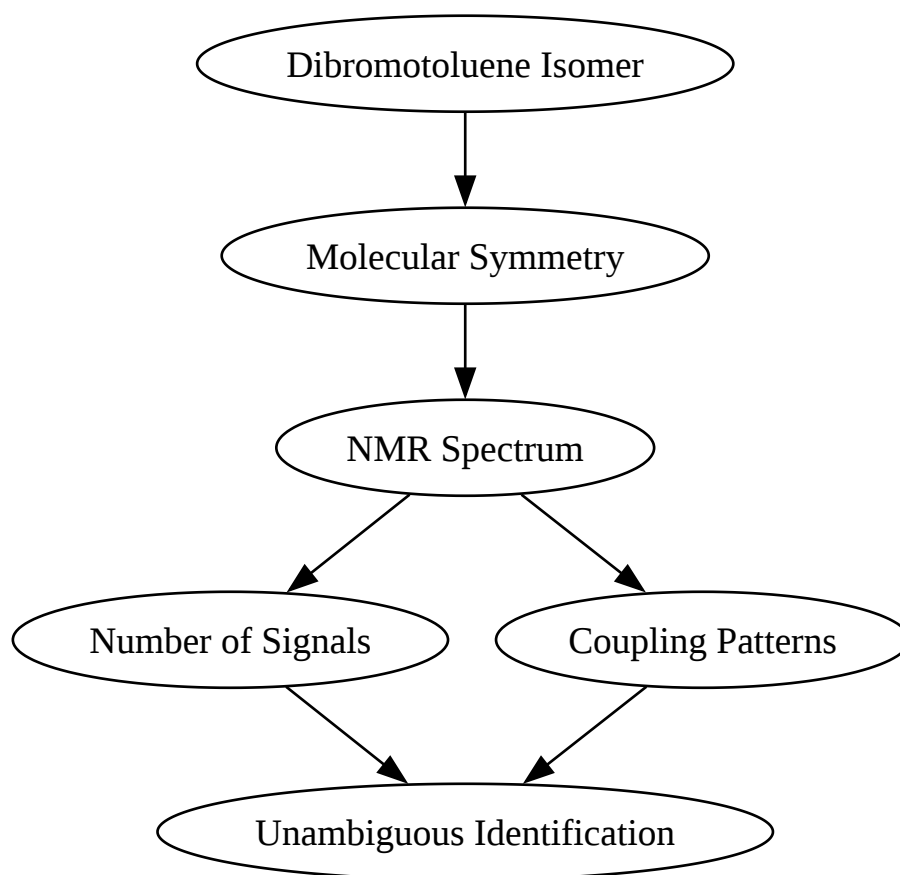 Dibromotoluene Isomer
Molecular Symmetry
NMR Spectrum
Number of Signals
Coupling Patterns
Unambiguous Identification